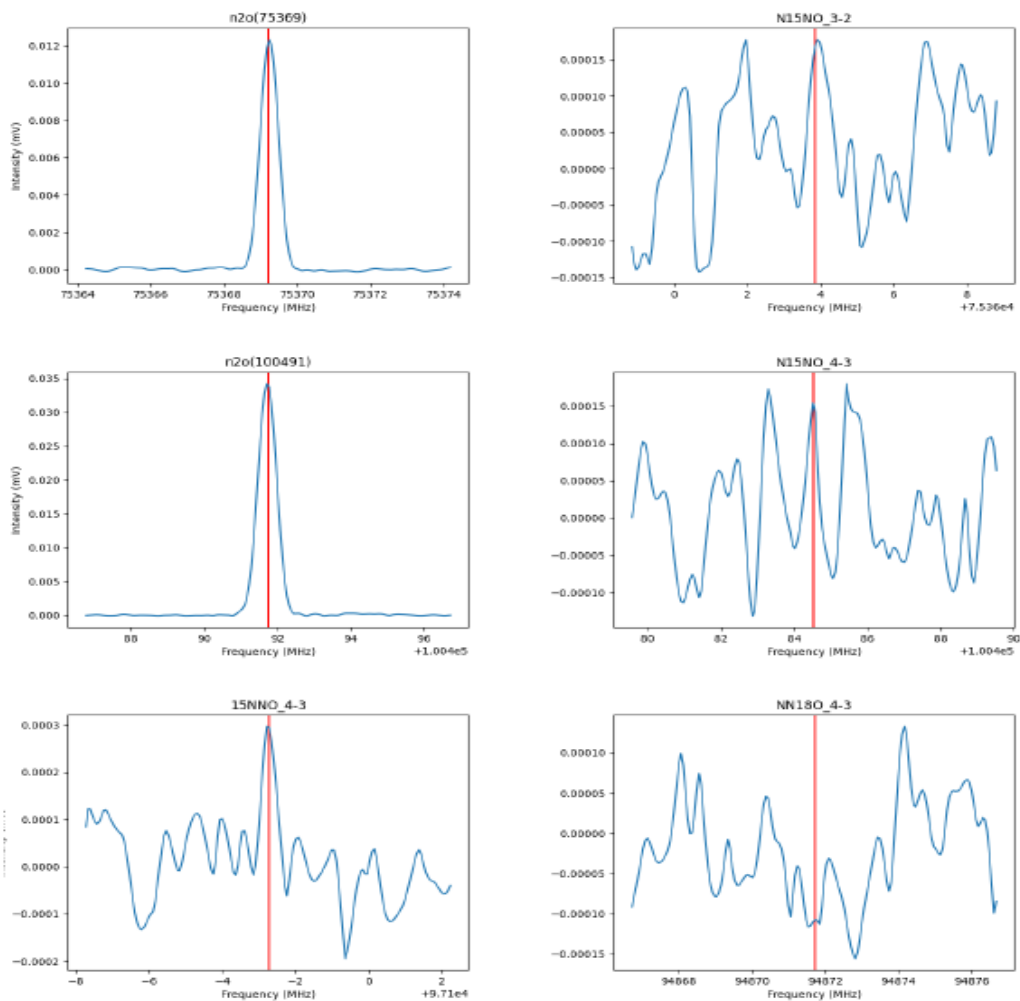 n2o(75369)
0.012
0.010
0.008
0.006
0.004
0.002
0.000
Intensity (mV)
75364 75366 75368 75370 75372 75374
Frequency (MHz)
N15NO_3-2
0.00015
0.00010
0.00005
0.00000
−0.00005
−0.00010
−0.00015
0 2 4 6 8
Frequency (MHz)
+7.536e4
n2o(100491)
0.035
0.030
0.025
0.020
0.015
0.010
0.005
0.000
Intensity (mV)
88 90 92 94 96
Frequency (MHz)
+1.004e5
N15NO_4-3
0.00015
0.00010
0.00005
0.00000
−0.00005
−0.00010
80 82 84 86 88 90
Frequency (MHz)
+1.004e5
15NNO_4-3
0.0003
0.0002
0.0001
0.0000
−0.0001
−0.0002
−8 −6 −4 −2 0 2
Frequency (MHz)
+9.71e4
NN18O_4-3
0.00010
0.00005
0.00000
−0.00005
−0.00010
−0.00015
94868 94870 94872 94874 94876
Frequency (MHz)